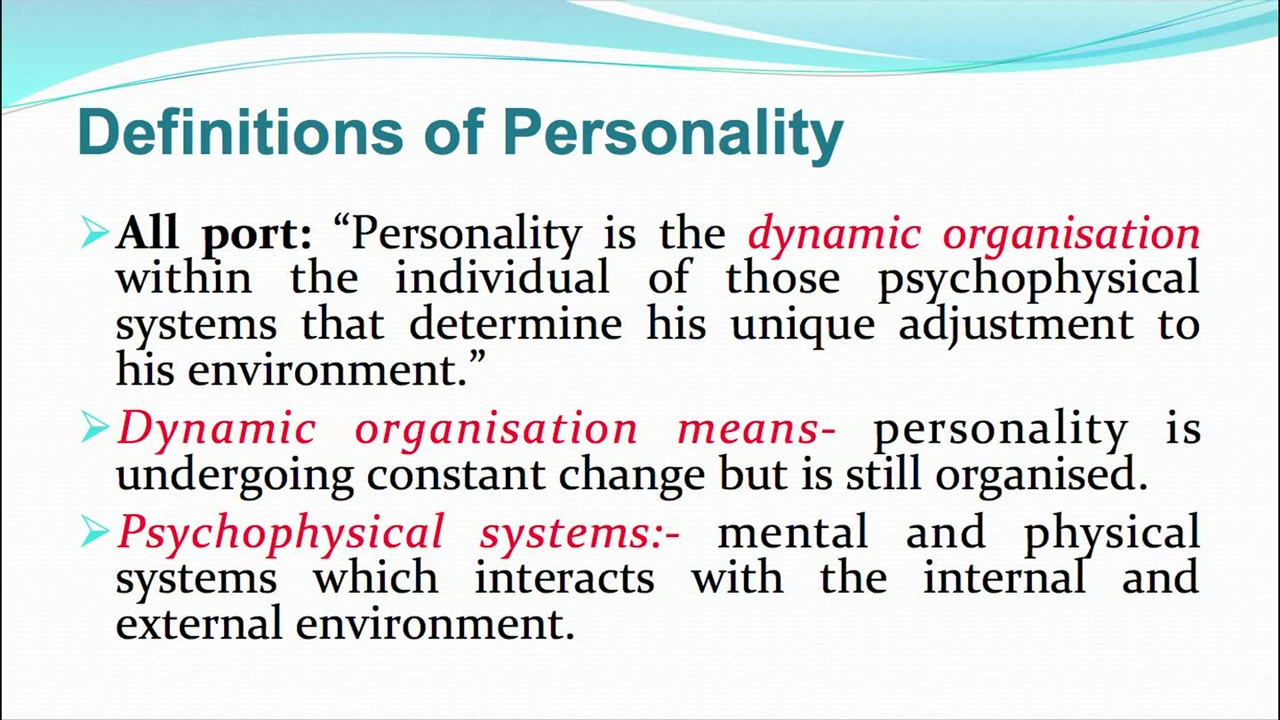 Definitions of Personality
All port: “Personality is the dynamic organisation
within the individual of those psychophysical
systems that determine his unique adjustment to
his environment.”
Dynamic organisation means- personality is
undergoing constant change but is still organised.
Psychophysical systems:- mental and physical
systems which interacts with the internal and
external environment.